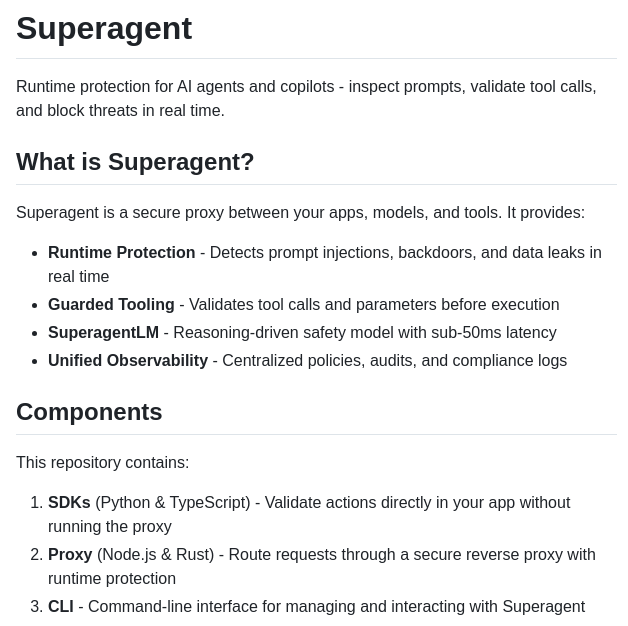 Superagent
Runtime protection for AI agents and copilots - inspect prompts, validate tool calls,
and block threats in real time.
What is Superagent?
Superagent is a secure proxy between your apps, models, and tools. It provides:
• Runtime Protection - Detects prompt injections, backdoors, and data leaks in
real time
• Guarded Tooling - Validates tool calls and parameters before execution
• SuperagentLM - Reasoning-driven safety model with sub-50ms latency
• Unified Observability - Centralized policies, audits, and compliance logs
Components
This repository contains:
1. SDKs (Python & TypeScript) - Validate actions directly in your app without
running the proxy
2. Proxy (Node.js & Rust) - Route requests through a secure reverse proxy with
runtime protection
3. CLI - Command-line interface for managing and interacting with Superagent